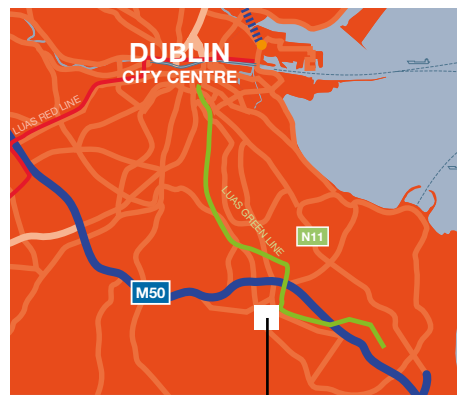 DUBLIN
CITY CENTRE
LUAS RED LINE
LUAS GREEN LINE
N11
M50